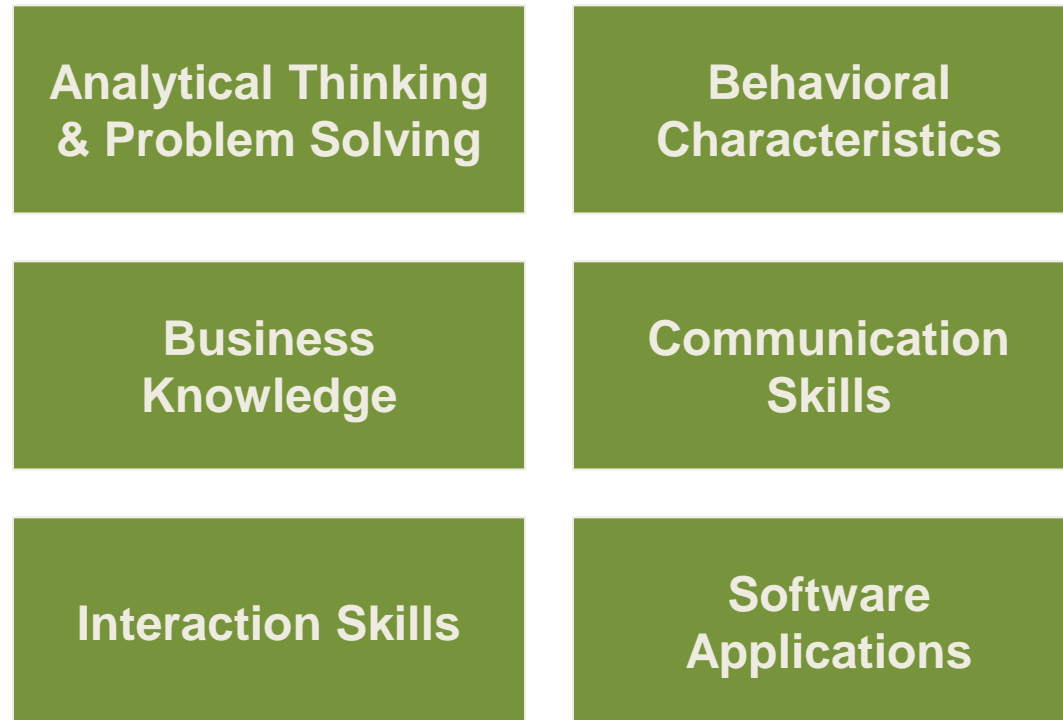 Analytical Thinking
& Problem Solving
Behavioral
Characteristics
Business
Knowledge
Communication
Skills
Interaction Skills
Software
Applications